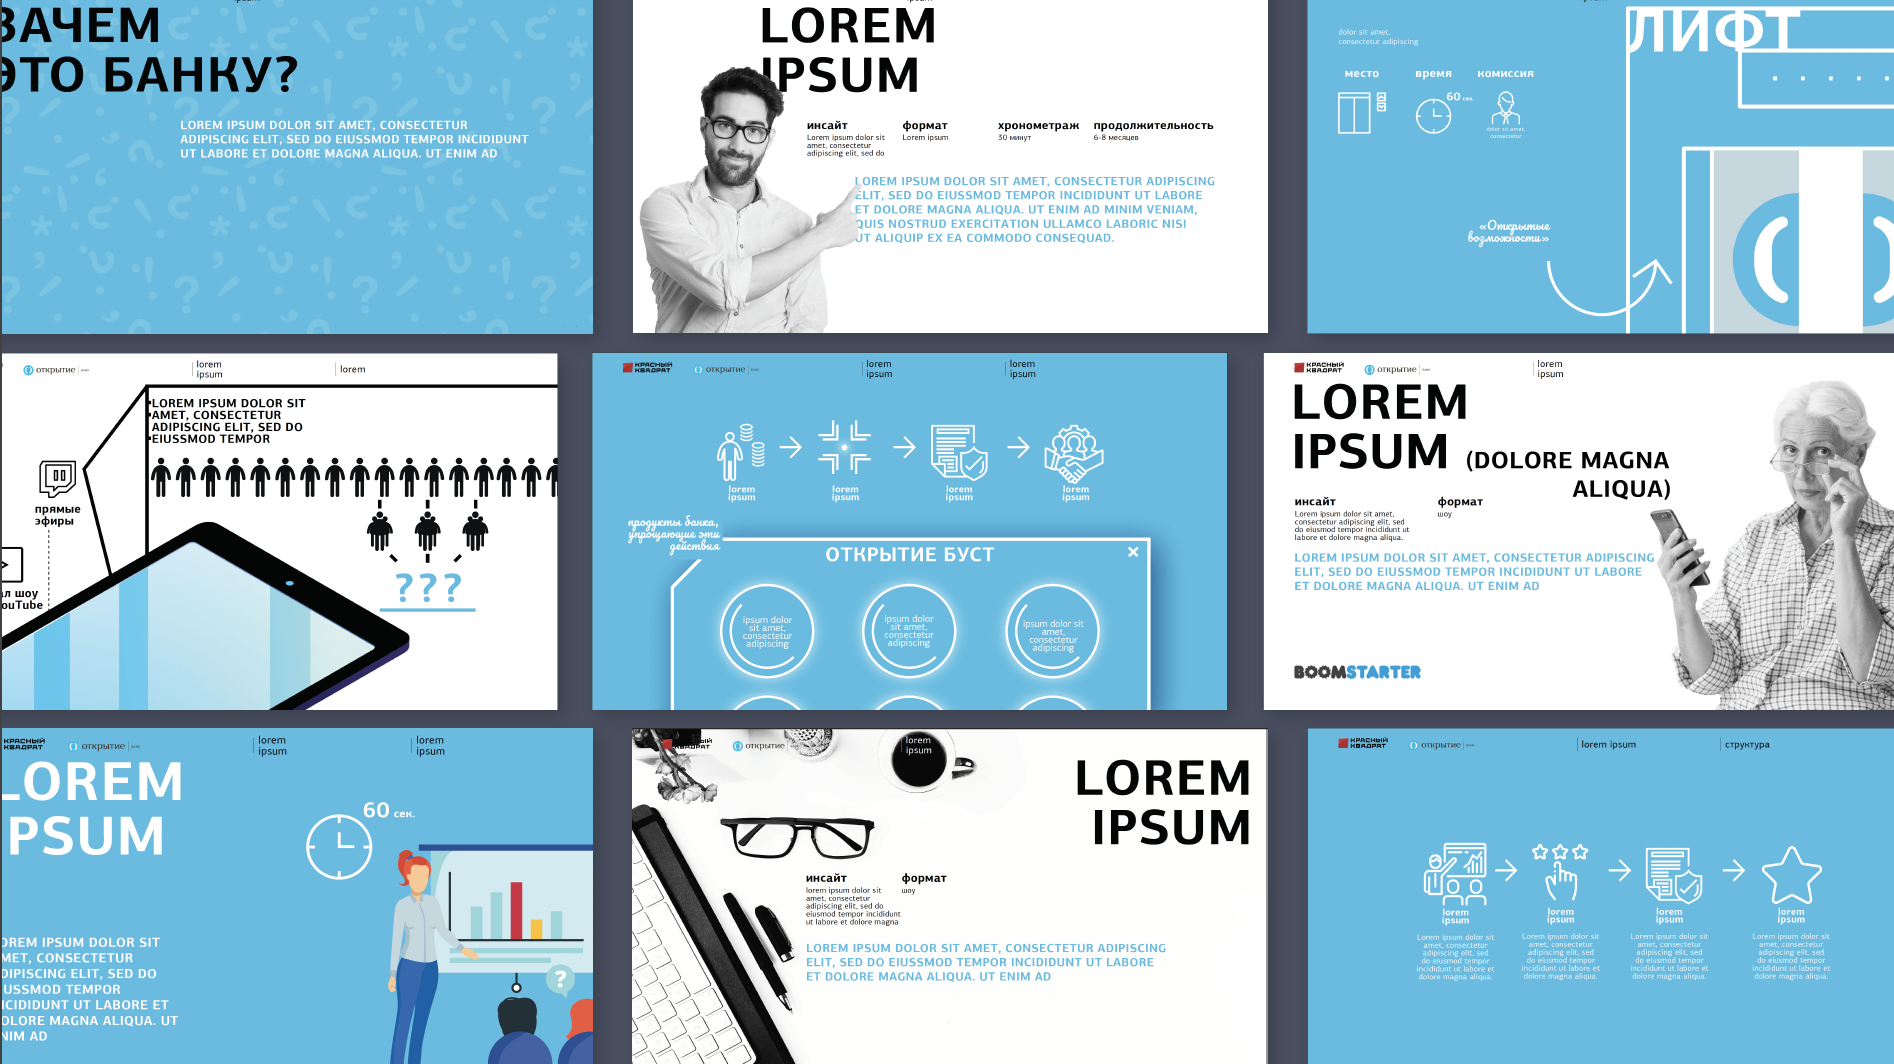 ЗАЧЕМ
ЭТО БАНКУ?
LOREM IPSUM DOLOR SIT AMET, CONSECTETUR
ADIPISCING ELIT, SED DO EIUSSMOD TEMPOR INCIDIDUNT
UT LABORE ET DOLORE MAGNA ALIQUA. UT ENIM AD
LOREM
IPSUM
инсайт
Lorem ipsum dolor sit
amet, consectetur
adipiscing elit, sed do
формат
Lorem ipsum
хронометраж
30 минут
продолжительность
6-8 месяцев
LOREM IPSUM DOLOR SIT AMET, CONSECTETUR ADIPISCING
ELIT, SED DO EIUSSMOD TEMPOR INCIDIDUNT UT LABORE
ET DOLORE MAGNA ALIQUA. UT ENIM AD MINIM VENIAM,
QUIS NOSTRUD EXERCITATION ULLAMCO LABORIC NISI
UT ALIQUIP EX EA COMMODO CONSEQUAD.
dolor sit amet,
consectetur adipiscing
ЛИФТ
место
время
комиссия
60 сек.
dolor sit amet,
consectetur
«Открытые
возможности»
открытие
lorem
ipsum
lorem
LOREM IPSUM DOLOR SIT
AMET, CONSECTETUR
ADIPISCING ELIT, SED DO
EIUSSMOD TEMPOR
прямые
эфиры
ал шоу
ouTube
???
КРАСНЫЙ
КВАДРАТ
открытие
lorem
ipsum
lorem
ipsum
lorem
ipsum
lorem
ipsum
lorem
ipsum
lorem
ipsum
продукты банка,
упрощающие эти
действия
ОТКРЫТИЕ БУСТ
ipsum dolor
sit amet,
consectetur
adipiscing
ipsum dolor
sit amet,
consectetur
adipiscing
ipsum dolor sit
amet,
consectetur
adipiscing
КРАСНЫЙ
КВАДРАТ
открытие
lorem
ipsum
LOREM
IPSUM (DOLORE MAGNA
ALIQUA)
инсайт
Lorem ipsum dolor sit amet,
consectetur adipiscing elit, sed
do eiussmod tempor incididunt ut
labore et dolore magna aliqua.
формат
шоу
LOREM IPSUM DOLOR SIT AMET, CONSECTETUR ADIPISCING
ELIT, SED DO EIUSSMOD TEMPOR INCIDIDUNT UT LABORE
ET DOLORE MAGNA ALIQUA. UT ENIM AD
BOOMSTARTER
КРАСНЫЙ
КВАДРАТ
открытие
lorem
ipsum
lorem
ipsum
LOREM
IPSUM
60 сек.
OREM IPSUM DOLOR SIT
MET, CONSECTETUR
DIPISCING ELIT, SED DO
IUSSMOD TEMPOR
NCIDIDUNT UT LABORE ET
OLORE MAGNA ALIQUA. UT
NIM AD
?
КРАСНЫЙ
КВАДРАТ
открытие
lorem
ipsum
LOREM
IPSUM
инсайт
lorem ipsum dolor sit
amet, consectetur
adipiscing elit, sed do
eiusmod tempor incididunt
ut labore et dolore magna
формат
шоу
LOREM IPSUM DOLOR SIT AMET, CONSECTETUR ADIPISCING
ELIT, SED DO EIUSSMOD TEMPOR INCIDIDUNT UT LABORE
ET DOLORE MAGNA ALIQUA. UT ENIM AD
КРАСНЫЙ
КВАДРАТ
открытие
lorem ipsum
структура
lorem
ipsum
lorem
ipsum
lorem
ipsum
lorem
ipsum
Lorem ipsum dolor sit
amet, consectetur
adipiscing elit, sed
do eiusmod tempor
incididunt ut labore et
dolore magna aliqua.
Lorem ipsum dolor sit
amet, consectetur
adipiscing elit, sed
do eiusmod tempor
incididunt ut labore et
dolore magna aliqua.
Lorem ipsum dolor sit
amet, consectetur
adipiscing elit, sed
do eiusmod tempor
incididunt ut labore et
dolore magna aliqua.
Lorem ipsum dolor sit
amet, consectetur
adipiscing elit, sed
do eiusmod tempor
incididunt ut labore et
dolore magna aliqua.